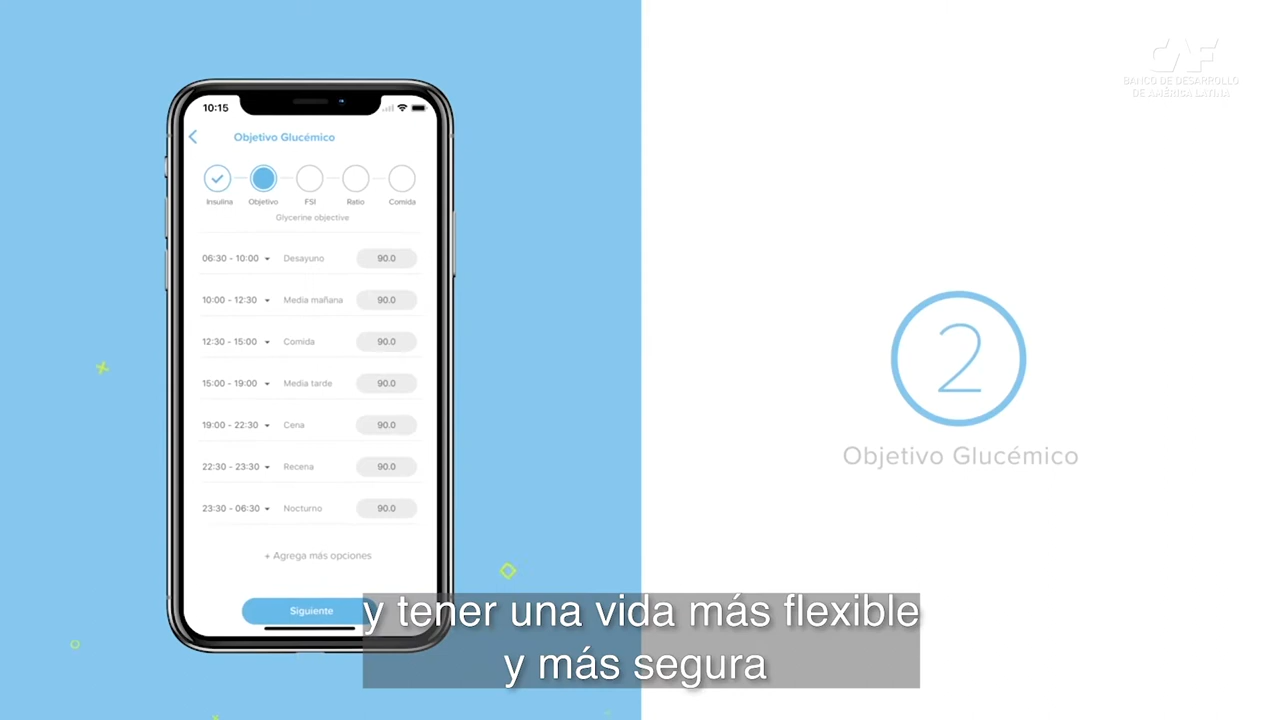 10:15
Objetivo Glucémico
Insulina
Objetivo
FSI
Ratio
Comida
Glycerine objective
06:30 - 10:00 Desayuno 90.0
10:00 - 12:30 Media mañana 90.0
12:30 - 15:00 Comida 90.0
15:00 - 19:00 Media tarde 90.0
19:00 - 22:30 Cena 90.0
22:30 - 23:30 Recena 90.0
23:30 - 06:30 Nocturno 90.0
+ Agrega más opciones
Siguiente
CAF
BANCO DE DESARROLLO
DE AMÉRICA LATINA
2
Objetivo Glucémico
y tener una vida más flexible
y más segura